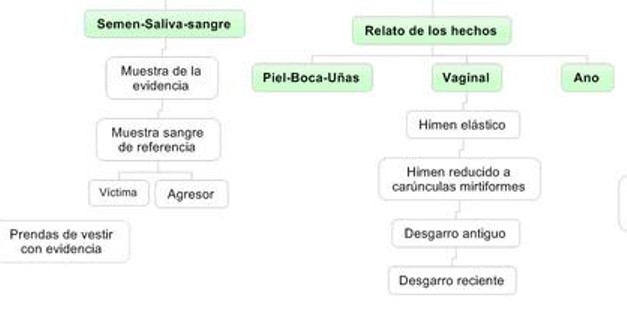 Semen-Saliva-sangre
Muestra de la
evidencia
Muestra sangre
de referencia
Víctima
Agresor
Prendas de vestir
con evidencia
Relato de los hechos
Piel-Boca-Uñas
Vaginal
Ano
Himen elástico
Himen reducido a
carúnculas mirtiformes
Desgarro antiguo
Desgarro reciente